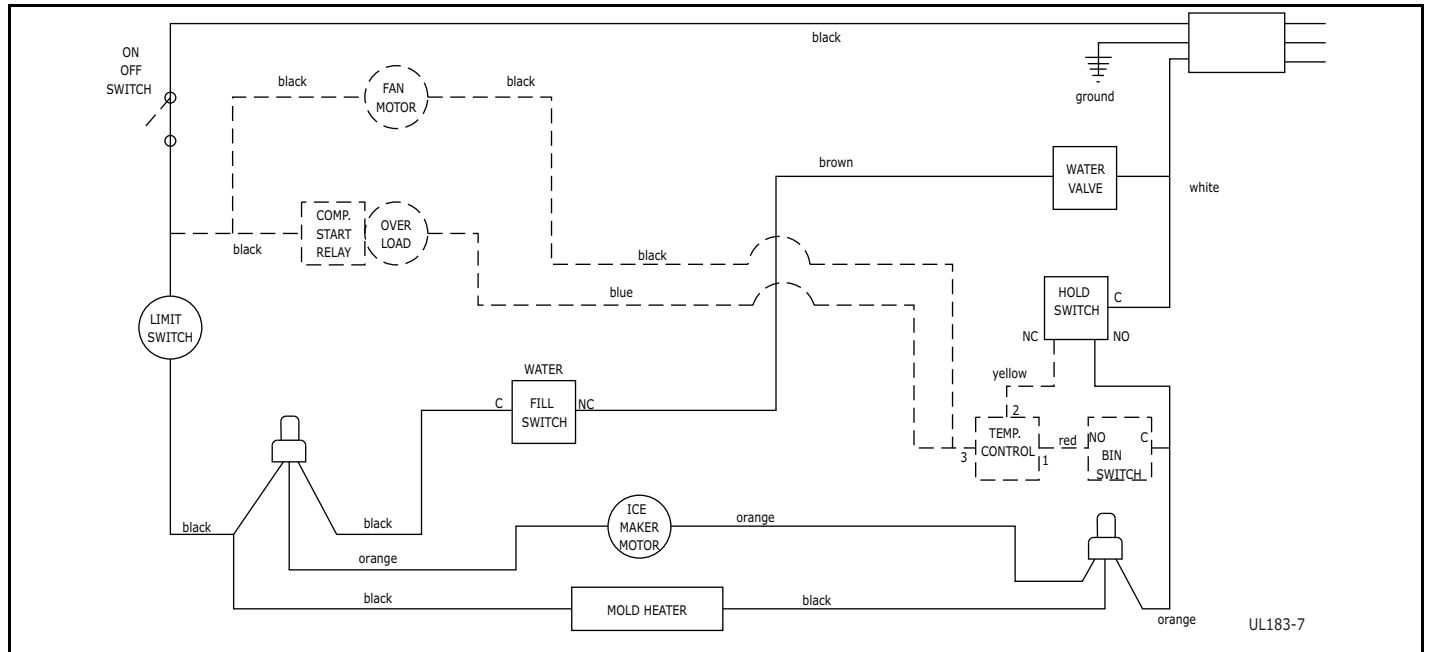 black
ON
OFF
SWITCH
black
FAN
MOTOR
black
ground
brown
WATER
VALVE
white
COMP.
START
RELAY
OVER
LOAD
black
black
blue
HOLD
SWITCH
C
NC
NO
LIMIT
SWITCH
yellow
WATER
C
FILL
SWITCH
NC
2
TEMP.
CONTROL
3
1
red
NO
C
BIN
SWITCH
black
black
ICE
MAKER
MOTOR
orange
orange
black
MOLD HEATER
black
orange
UL183-7